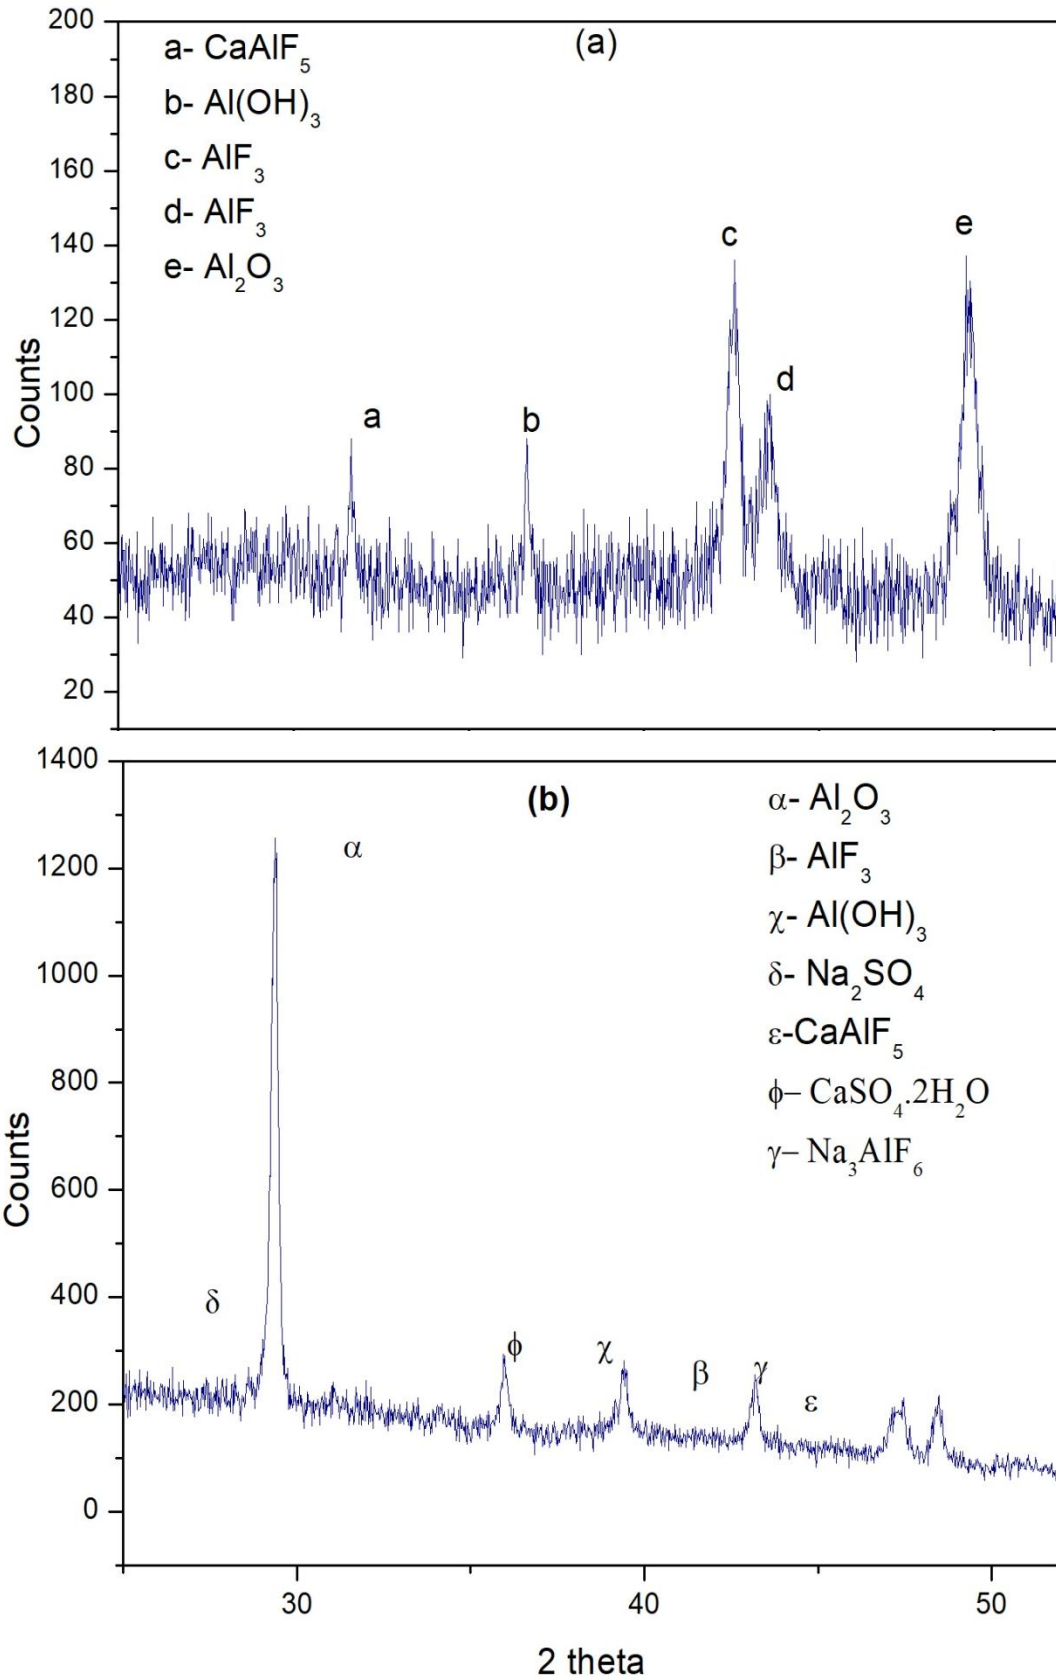 200
(a)
a- CaAlF₅
180
b- Al(OH)₃
160
c- AlF₃
d- AlF₃
140
c
e
e- Al₂O₃
120
Counts
100
d
a
b
80
60
40
20
1400
(b)
α- Al₂O₃
α
β- AlF₃
1200
χ- Al(OH)₃
1000
δ- Na₂SO₄
ε-CaAlF₅
800
ϕ– CaSO₄.2H₂O
γ– Na₃AlF₆
Counts
600
400
δ
ϕ
χ
β
γ
ε
200
0
30 40 50
2 theta